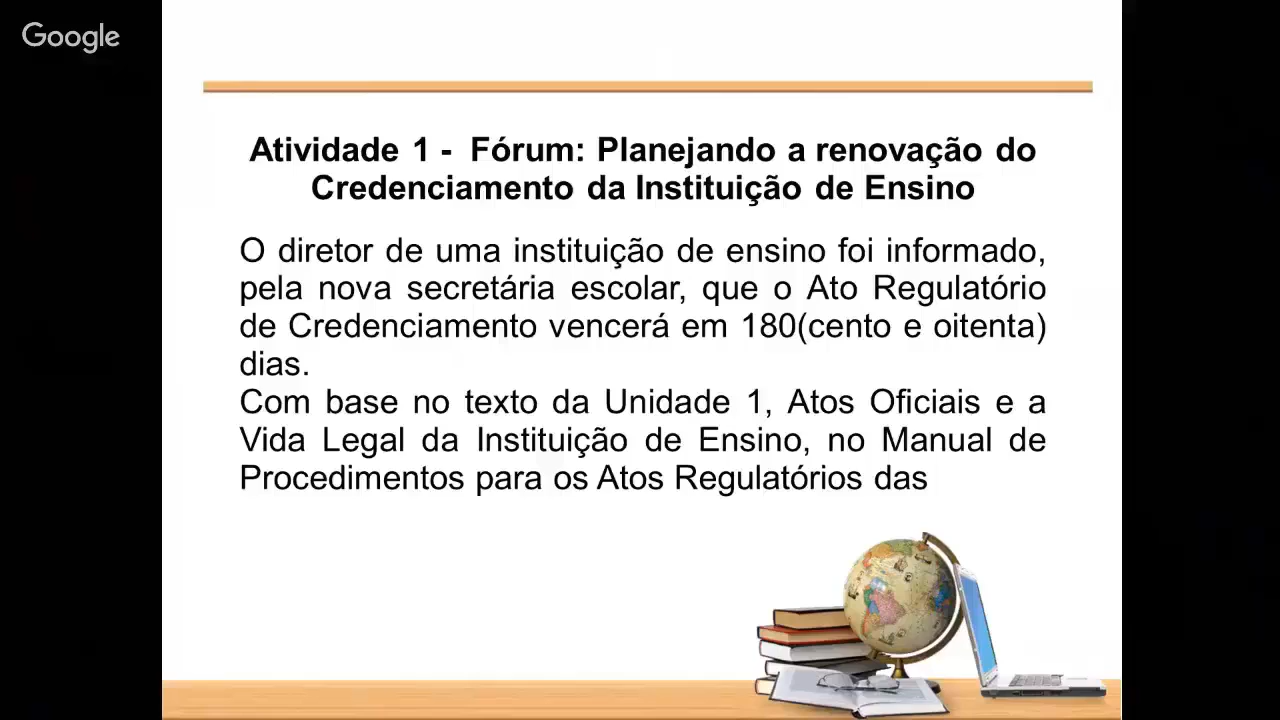 Google
Atividade 1 - Fórum: Planejando a renovação do
Credenciamento da Instituição de Ensino
O diretor de uma instituição de ensino foi informado,
pela nova secretária escolar, que o Ato Regulatório
de Credenciamento vencerá em 180(cento e oitenta)
dias.
Com base no texto da Unidade 1, Atos Oficiais e a
Vida Legal da Instituição de Ensino, no Manual de
Procedimentos para os Atos Regulatórios das